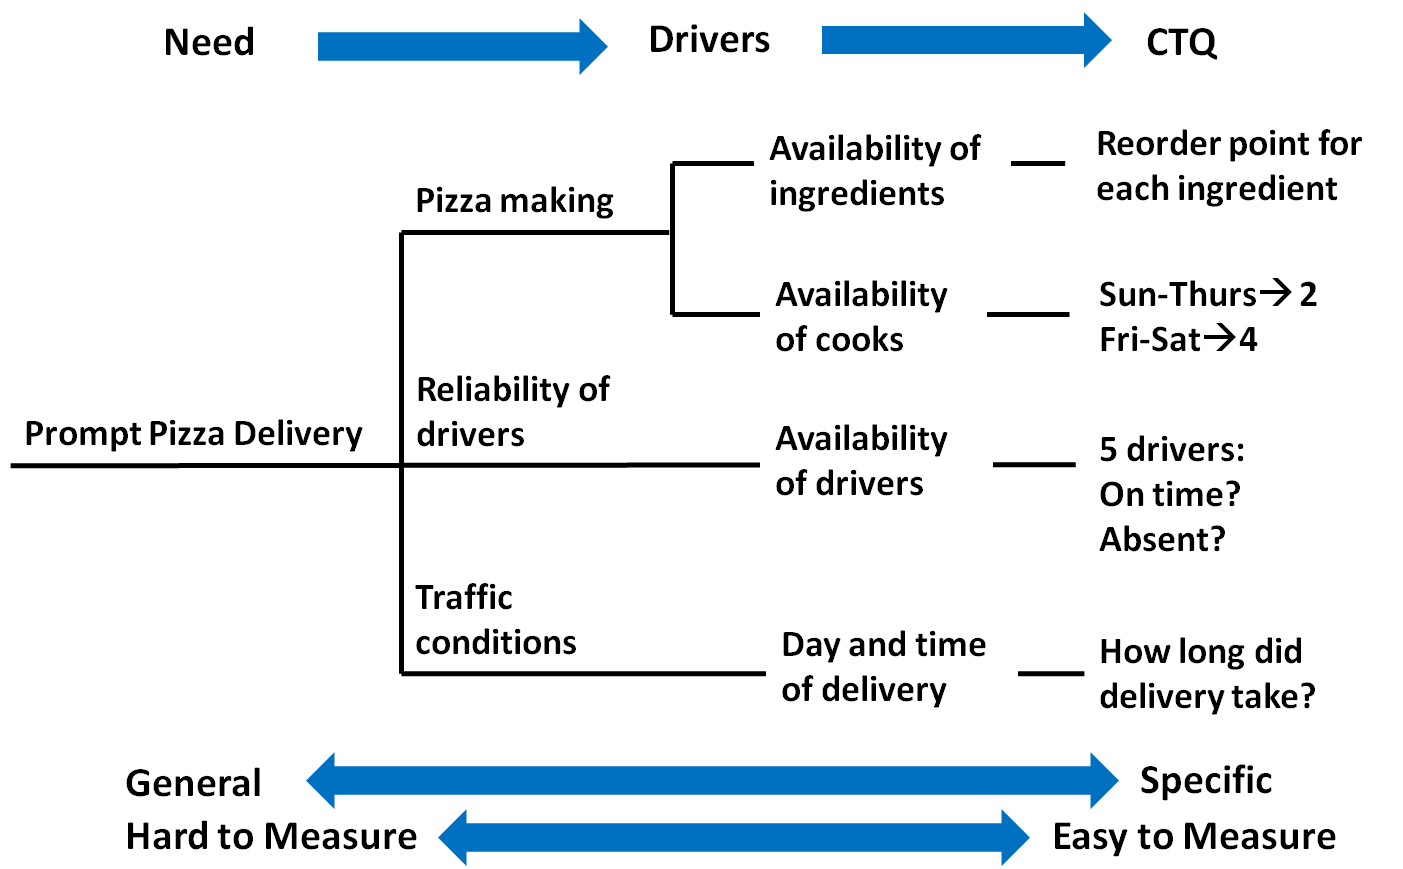 Need
Drivers
CTQ
Availability of
ingredients
Reorder point for
each ingredient
Pizza making
Availability
of cooks
Sun-Thurs→ 2
Fri-Sat→4
Reliability of
drivers
Prompt Pizza Delivery
Availability
of drivers
5 drivers:
On time?
Absent?
Traffic
conditions
Day and time
of delivery
How long did
delivery take?
General
Specific
Hard to Measure
Easy to Measure